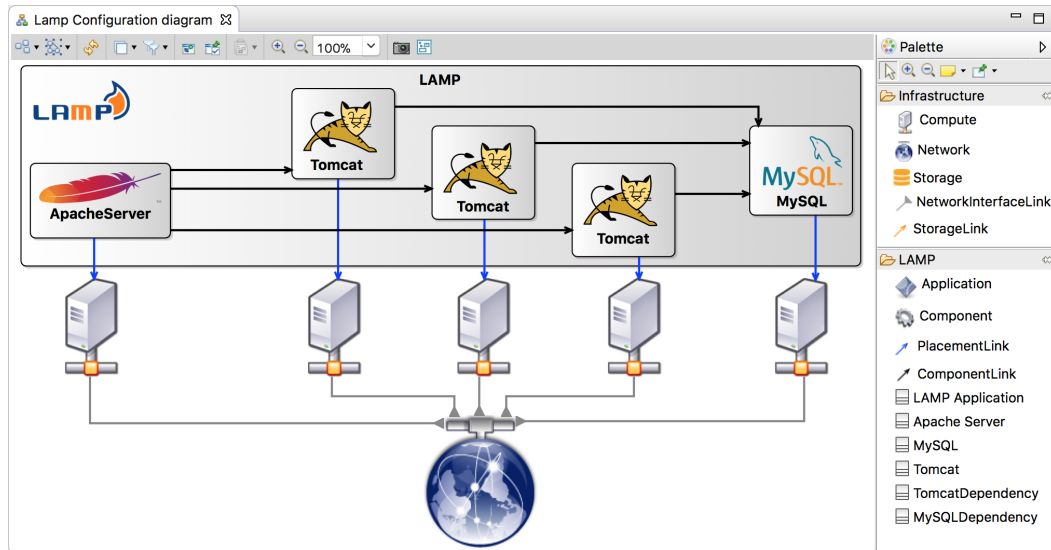 Lamp Configuration diagram
100%
LAMP
LAMP
Tomcat
Tomcat
Tomcat
ApacheServer
MySQL
MySQL
Palette
Infrastructure
Compute
Network
Storage
NetworkInterfaceLink
StorageLink
LAMP
Application
Component
PlacementLink
ComponentLink
LAMP Application
Apache Server
MySQL
Tomcat
TomcatDependency
MySQLDependency